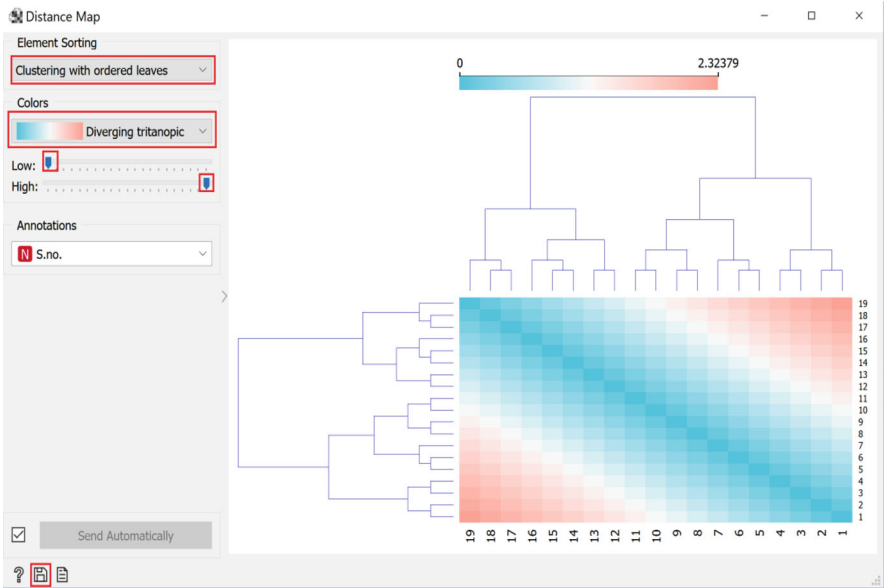 Distance Map
Element Sorting
Clustering with ordered leaves
Colors
Diverging tritanopic
Low:
High:
Annotations
N S.no.
Send Automatically
?
0 2.32379
19
18
17
16
15
14
13
12
11
10
9
8
7
6
5
4
3
2
1
19 18 17 16 15 14 13 12 11 10 9 8 7 6 5 4 3 2 1